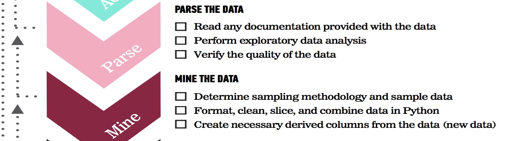 Ac
Parse
Mine
PARSE THE DATA
Read any documentation provided with the data
Perform exploratory data analysis
Verify the quality of the data
MINE THE DATA
Determine sampling methodology and sample data
Format, clean, slice, and combine data in Python
Create necessary derived columns from the data (new data)